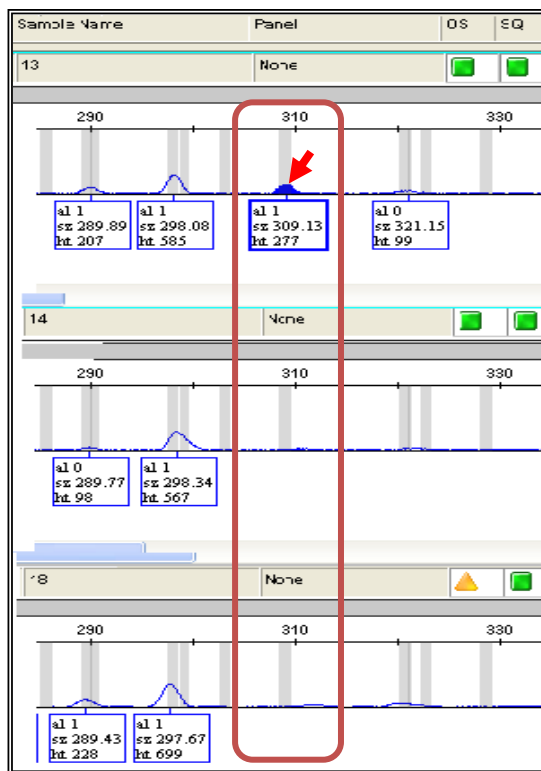 Sample Name Panel OS SQ
13 None
290 310 330
al 1 al 1 al 1 al 0
sz 289.89 sz 298.08 sz 309.13 sz 321.15
ht 207 ht 585 ht 277 ht 99
14 None
290 310 330
al 0 al 1
sz 289.77 sz 298.34
ht 98 ht 567
18 None
290 310 330
al 1 al 1
sz 289.43 sz 297.67
ht 228 ht 699